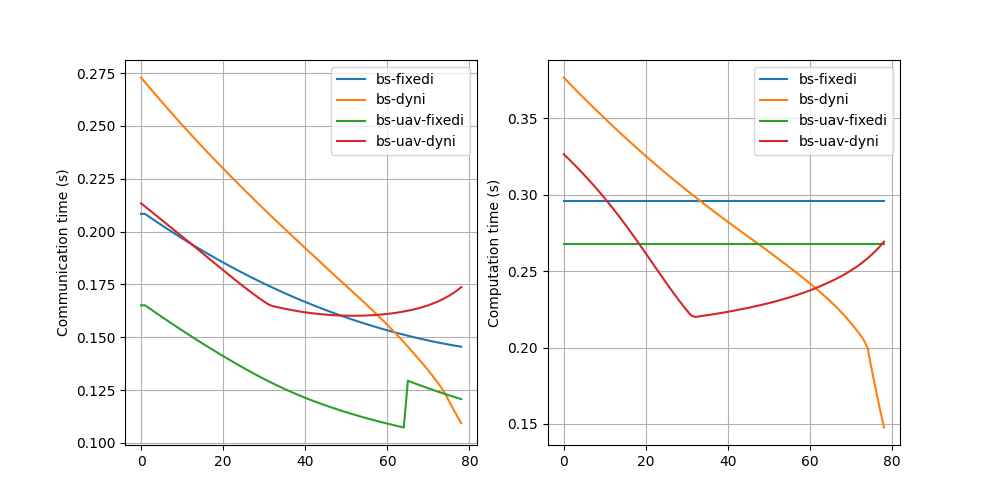 Communication time (s)
0.275
0.250
0.225
0.200
0.175
0.150
0.125
0.100
0
20
40
60
80
bs-fixedi
bs-dyni
bs-uav-fixedi
bs-uav-dyni
Computation time (s)
0.35
0.30
0.25
0.20
0.15
0
20
40
60
80
bs-fixedi
bs-dyni
bs-uav-fixedi
bs-uav-dyni